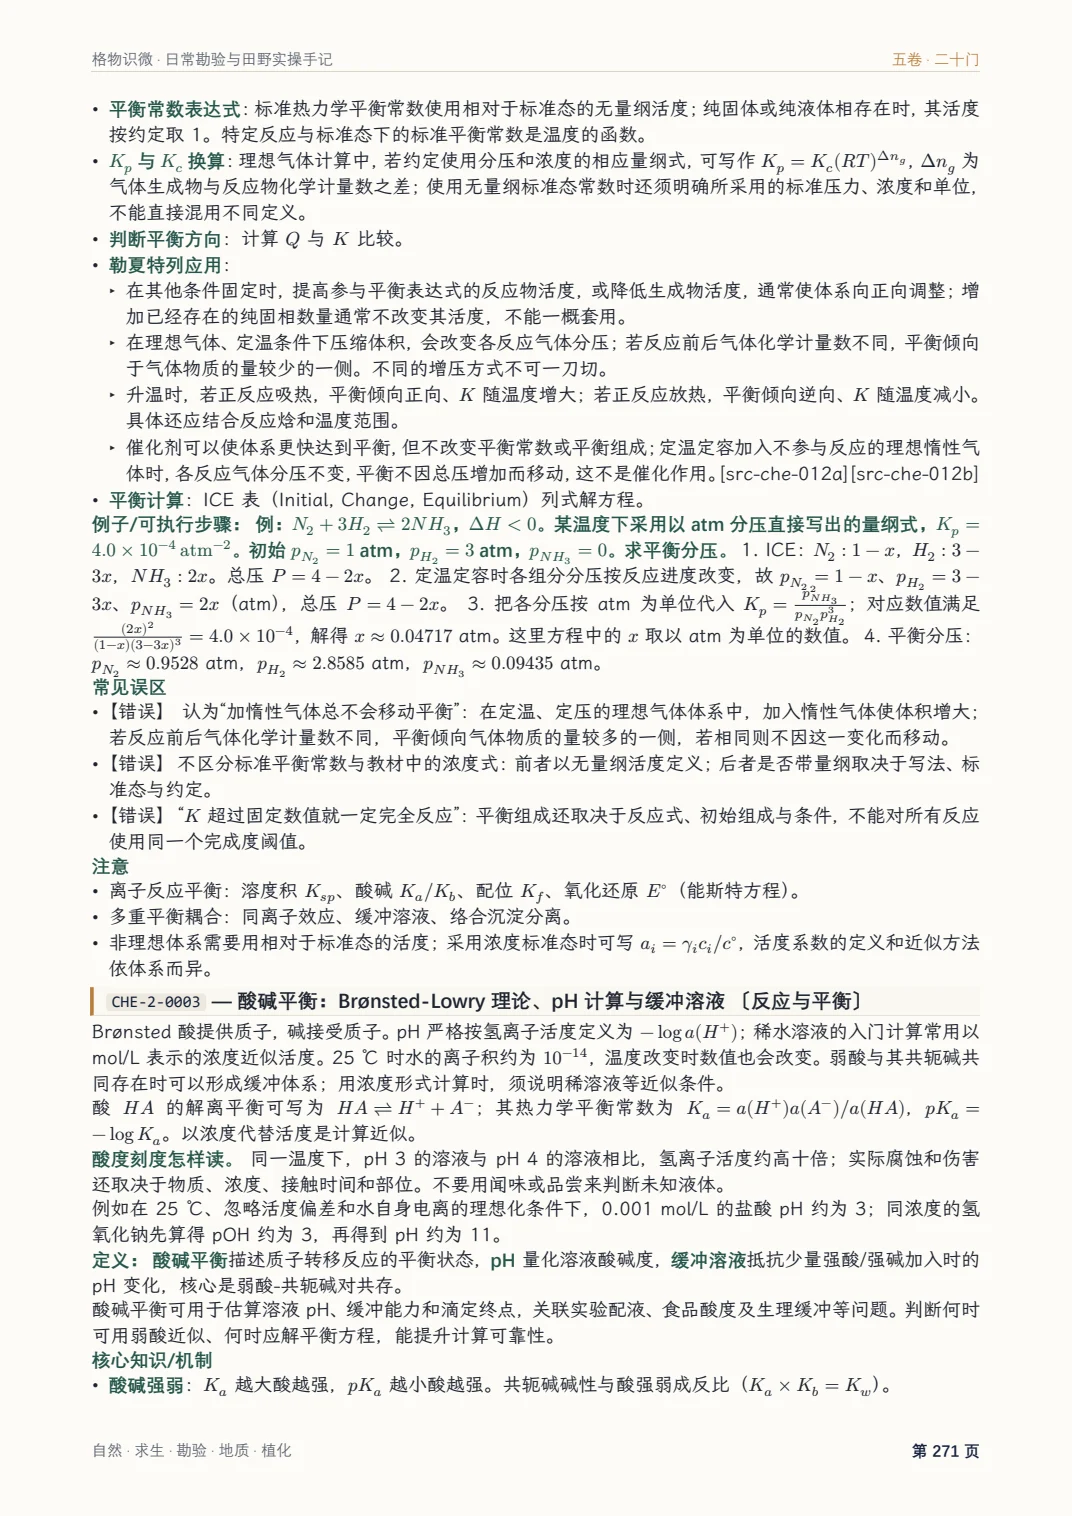 格物识微 · 日常勘验与田野实操手记
五卷 · 二十门
• 平衡常数表达式：标准热力学平衡常数使用相对于标准态的无量纲活度；纯固体或纯液体相存在时，其活度
按约定取 1。特定反应与标准态下的标准平衡常数是温度的函数。
• $K_p$ 与 $K_c$ 换算：理想气体计算中，若约定使用分压和浓度的相应量纲式，可写作 $K_p = K_c(RT)^{\Delta n_g}$，$\Delta n_g$ 为
气体生成物与反应物化学计量数之差；使用无量纲标准态常数时还须明确所采用的标准压力、浓度和单位，
不能直接混用不同定义。
• 判断平衡方向：计算 $Q$ 与 $K$ 比较。
• 勒夏特列应用：
‣ 在其他条件固定时，提高参与平衡表达式的反应物活度，或降低生成物活度，通常使体系向正向调整；增
加已经存在的纯固相数量通常不改变其活度，不能一概套用。
‣ 在理想气体、定温条件下压缩体积，会改变各反应气体分压；若反应前后气体化学计量数不同，平衡倾向
于气体物质的量较少的一侧。不同的增压方式不可一刀切。
‣ 升温时，若正反应吸热，平衡倾向正向、$K$ 随温度增大；若正反应放热，平衡倾向逆向、$K$ 随温度减小。
具体还应结合反应焓和温度范围。
‣ 催化剂可以使体系更快达到平衡，但不改变平衡常数或平衡组成；定温定容加入不参与反应的理想惰性气
体时，各反应气体分压不变，平衡不因总压增加而移动，这不是催化作用。[src-che-012a][src-che-012b]
• 平衡计算：ICE 表（Initial, Change, Equilibrium）列式解方程。
例子/可执行步骤： 例：$N_2 + 3H_2 \rightleftharpoons 2NH_3$，$\Delta H < 0$。某温度下采用以 atm 分压直接写出的量纲式，$K_p =$
$4.0 \times 10^{-4}\,\mathrm{atm}^{-2}$。初始 $p_{N_2} = 1$ atm，$p_{H_2} = 3$ atm，$p_{NH_3} = 0$。求平衡分压。 1. ICE：$N_2 : 1 - x$，$H_2 : 3 -$
$3x$，$NH_3 : 2x$。总压 $P = 4 - 2x$。 2. 定温定容时各组分分压按反应进度改变，故 $p_{N_2} = 1 - x$、$p_{H_2} = 3 -$
$3x$、$p_{NH_3} = 2x$（atm），总压 $P = 4 - 2x$。 3. 把各分压按 atm 为单位代入 $K_p = \frac{p_{NH_3}^2}{p_{N_2}p_{H_2}^3}$；对应数值满足
$\frac{(2x)^2}{(1-x)(3-3x)^3} = 4.0 \times 10^{-4}$，解得 $x \approx 0.04717$ atm。这里方程中的 $x$ 取以 atm 为单位的数值。 4. 平衡分压：
$p_{N_2} \approx 0.9528$ atm，$p_{H_2} \approx 2.8585$ atm，$p_{NH_3} \approx 0.09435$ atm。
常见误区
• 【错误】 认为“加惰性气体总不会移动平衡”：在定温、定压的理想气体体系中，加入惰性气体使体积增大；
若反应前后气体化学计量数不同，平衡倾向气体物质的量较多的一侧，若相同则不因这一变化而移动。
• 【错误】 不区分标准平衡常数与教材中的浓度式：前者以无量纲活度定义；后者是否带量纲取决于写法、标
准态与约定。
• 【错误】 “$K$ 超过固定数值就一定完全反应”：平衡组成还取决于反应式、初始组成与条件，不能对所有反应
使用同一个完成度阈值。
注意
• 离子反应平衡：溶度积 $K_{sp}$、酸碱 $K_a/K_b$、配位 $K_f$、氧化还原 $E^\circ$（能斯特方程）。
• 多重平衡耦合：同离子效应、缓冲溶液、络合沉淀分离。
• 非理想体系需要用相对于标准态的活度；采用浓度标准态时可写 $a_i = \gamma_i c_i/c^\circ$，活度系数的定义和近似方法
依体系而异。
CHE-2-0003 — 酸碱平衡：Brønsted-Lowry 理论、pH 计算与缓冲溶液 〔反应与平衡〕
Brønsted 酸提供质子，碱接受质子。pH 严格按氢离子活度定义为 $-\log a(H^+)$；稀水溶液的入门计算常用以
mol/L 表示的浓度近似活度。25 ℃ 时水的离子积约为 $10^{-14}$，温度改变时数值也会改变。弱酸与其共轭碱共
同存在时可以形成缓冲体系；用浓度形式计算时，须说明稀溶液等近似条件。
酸 $HA$ 的解离平衡可写为 $HA \rightleftharpoons H^+ + A^-$；其热力学平衡常数为 $K_a = a(H^+)a(A^-)/a(HA)$，$pK_a =$
$-\log K_a$。以浓度代替活度是计算近似。
酸度刻度怎样读。 同一温度下，pH 3 的溶液与 pH 4 的溶液相比，氢离子活度约高十倍；实际腐蚀和伤害
还取决于物质、浓度、接触时间和部位。不要用闻味或品尝来判断未知液体。
例如在 25 ℃、忽略活度偏差和水自身电离的理想化条件下，0.001 mol/L 的盐酸 pH 约为 3；同浓度的氢
氧化钠先算得 pOH 约为 3，再得到 pH 约为 11。
定义： 酸碱平衡描述质子转移反应的平衡状态，pH 量化溶液酸碱度，缓冲溶液抵抗少量强酸/强碱加入时的
pH 变化，核心是弱酸-共轭碱对共存。
酸碱平衡可用于估算溶液 pH、缓冲能力和滴定终点，关联实验配液、食品酸度及生理缓冲等问题。判断何时
可用弱酸近似、何时应解平衡方程，能提升计算可靠性。
核心知识/机制
• 酸碱强弱：$K_a$ 越大酸越强，$pK_a$ 越小酸越强。共轭碱碱性与酸强弱成反比（$K_a \times K_b = K_w$）。
自然 · 求生 · 勘验 · 地质 · 植化
第 271 页